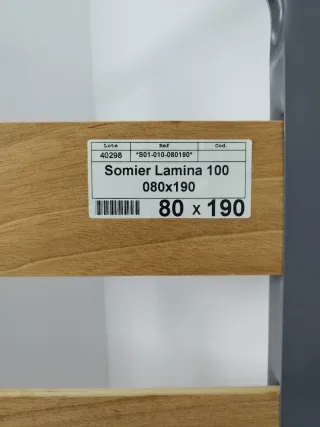 Lote Ref Cod.
40298 *S01-010-080190*
Somier Lamina 100
080x190
80 x 190